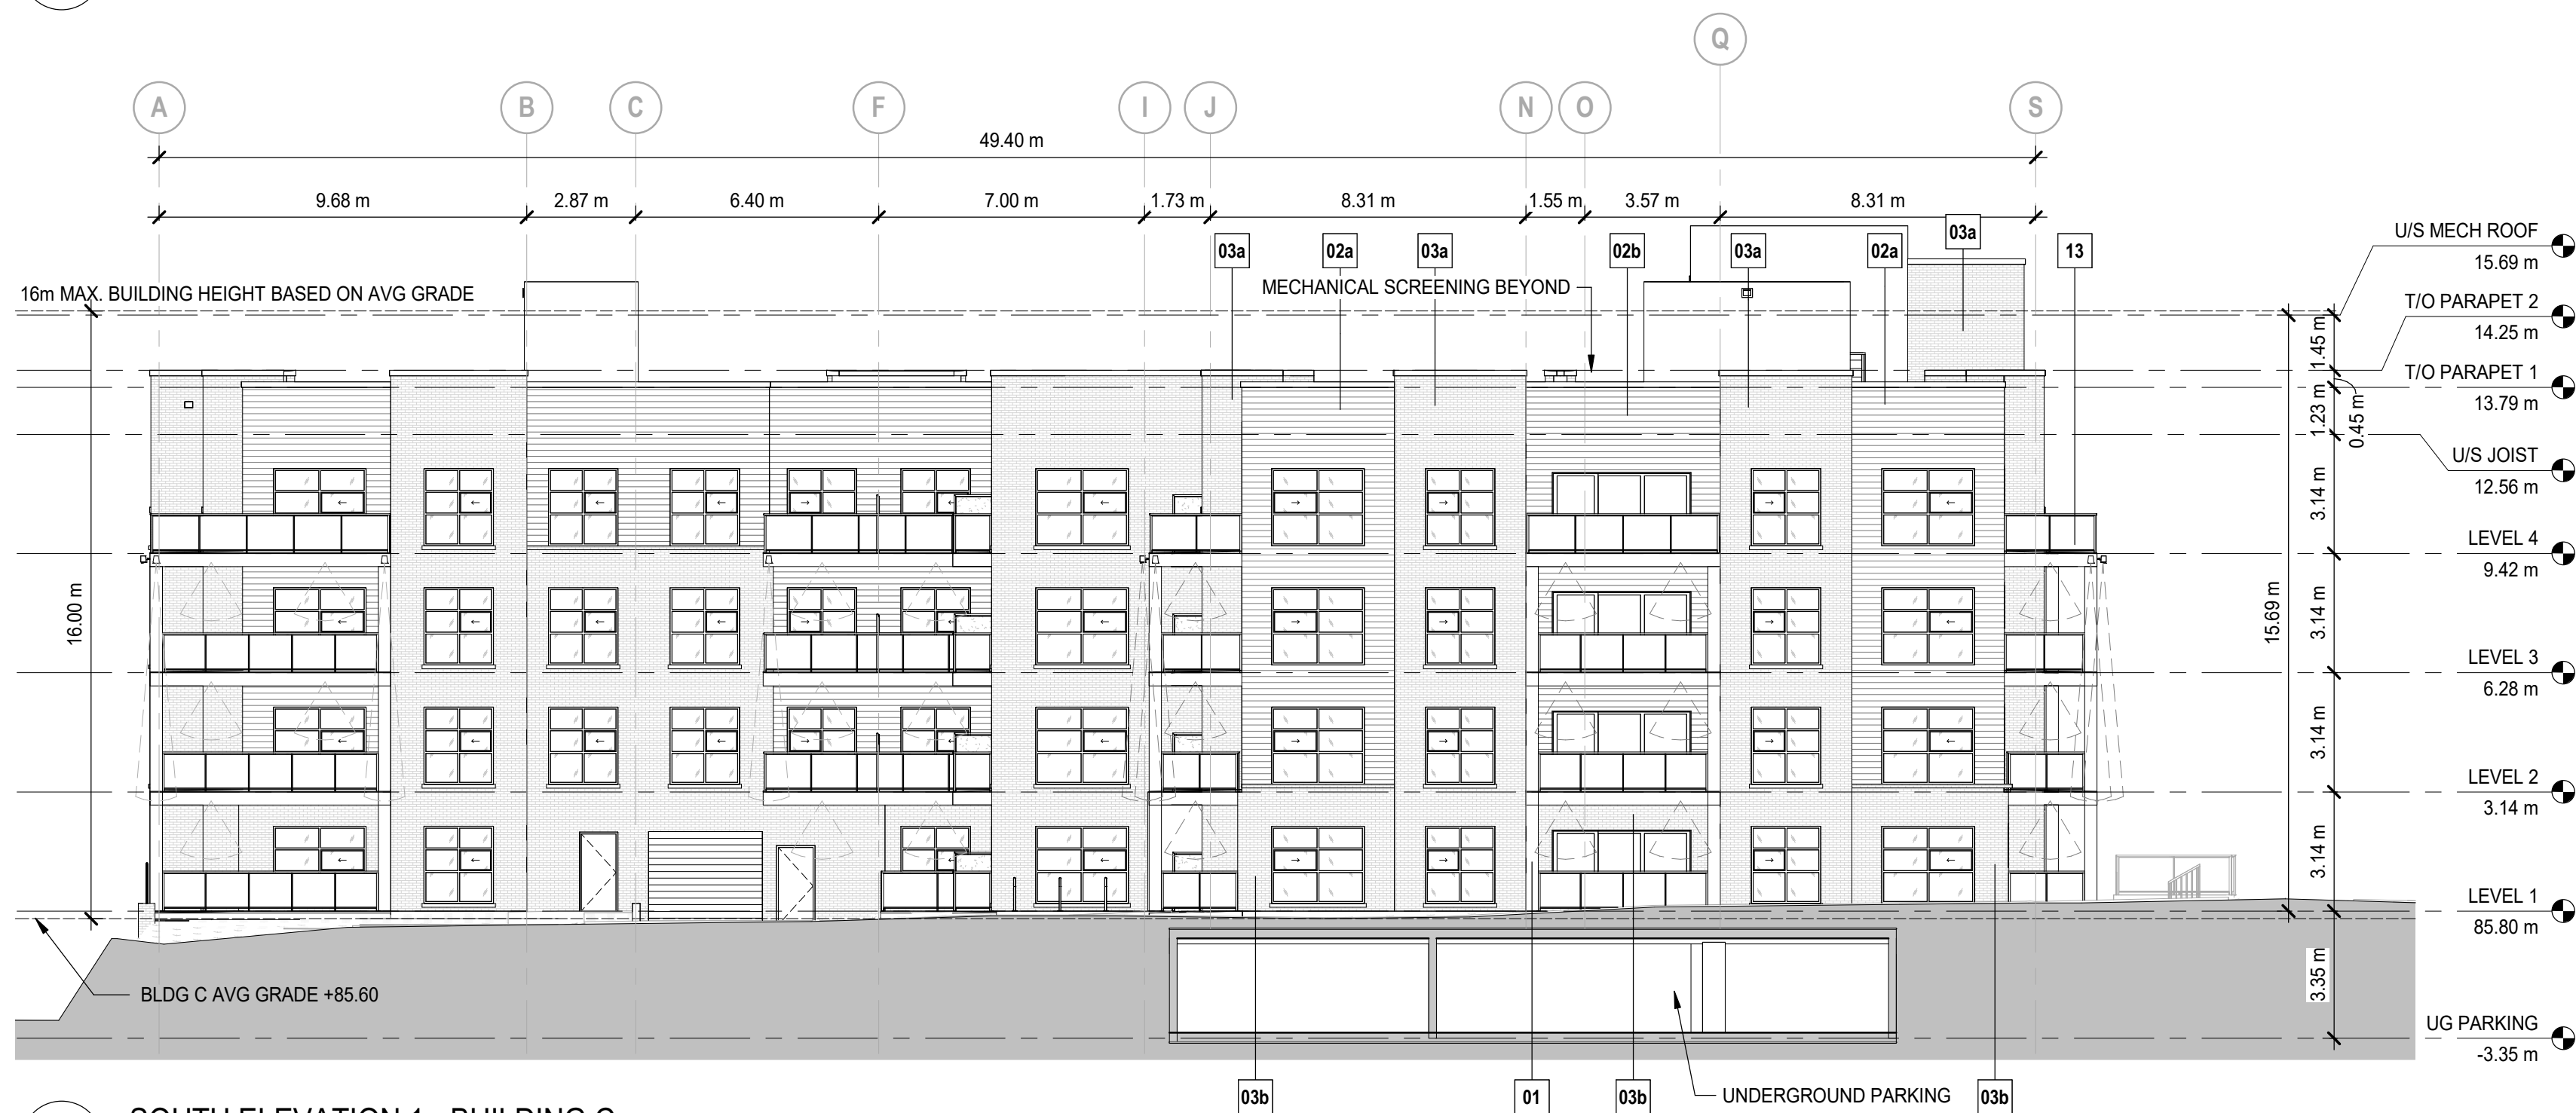 Q
A B C F I J N O S
49.40 m
9.68 m 2.87 m 6.40 m 7.00 m 1.73 m 8.31 m 1.55 m 3.57 m 8.31 m
03a 02a 03a 02b 03a 02a 03a 13
16m MAX. BUILDING HEIGHT BASED ON AVG GRADE
MECHANICAL SCREENING BEYOND
U/S MECH ROOF
15.69 m
T/O PARAPET 2
14.25 m
T/O PARAPET 1
13.79 m
U/S JOIST
12.56 m
LEVEL 4
9.42 m
LEVEL 3
6.28 m
LEVEL 2
3.14 m
LEVEL 1
85.80 m
UG PARKING
-3.35 m
16.00 m
15.69 m
1.45 m
1.23 m
0.45 m
3.14 m
3.14 m
3.14 m
3.14 m
3.35 m
BLDG C AVG GRADE +85.60
03b 01 03b 03b
UNDERGROUND PARKING